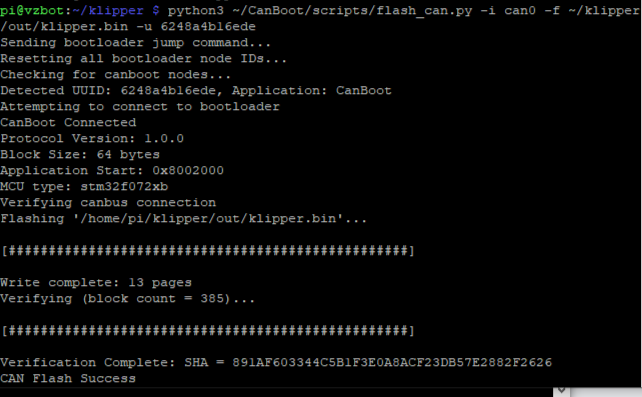 pi@vzbot:~/klipper $ python3 ~/CanBoot/scripts/flash_can.py -i can0 -f ~/klipper
/out/klipper.bin -u 6248a4b16ede
Sending bootloader jump command...
Resetting all bootloader node IDs...
Checking for canboot nodes...
Detected UUID: 6248a4b16ede, Application: CanBoot
Attempting to connect to bootloader
CanBoot Connected
Protocol Version: 1.0.0
Block Size: 64 bytes
Application Start: 0x8002000
MCU type: stm32f072xb
Verifying canbus connection
Flashing '/home/pi/klipper/out/klipper.bin'...
[##################################################]
Write complete: 13 pages
Verifying (block count = 385)...
[##################################################]
Verification Complete: SHA = 891AF603344C5B1F3E0A8ACF23DB57E2882F2626
CAN Flash Success